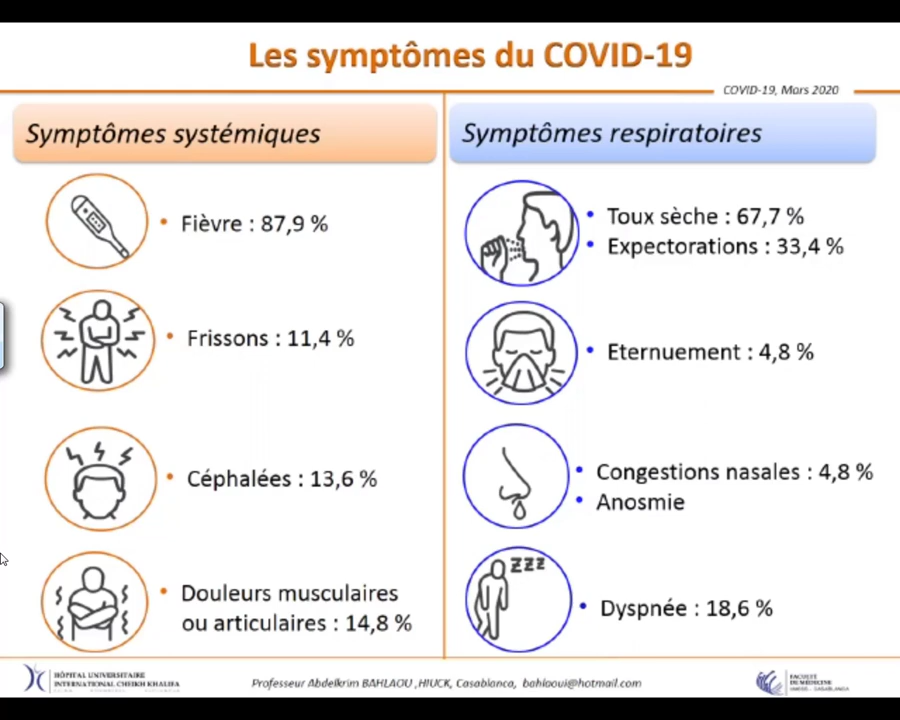 Les symptômes du COVID-19
COVID-19, Mars 2020
Symptômes systémiques
• Fièvre : 87,9 %
• Frissons : 11,4 %
• Céphalées : 13,6 %
• Douleurs musculaires
ou articulaires : 14,8 %
Symptômes respiratoires
• Toux sèche : 67,7 %
• Expectorations : 33,4 %
• Eternuement : 4,8 %
• Congestions nasales : 4,8 %
• Anosmie
ZZZ
• Dyspnée : 18,6 %
HÔPITAL UNIVERSITAIRE
INTERNATIONAL CHEIKH KHALIFA
Professeur Abdelkrim BAHLAOU ,HIUCK, Casablanca, bahlaoui@hotmail.com
FACULTÉ
DE MÉDECINE